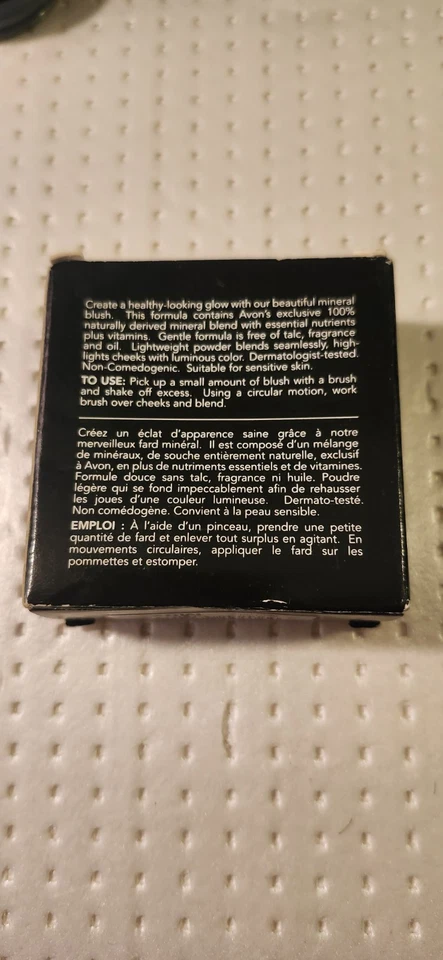 Create a healthy-looking glow with our beautiful mineral
blush. This formula contains Avon's exclusive 100%
naturally derived mineral blend with essential nutrients
plus vitamins. Gentle formula is free of talc, fragrance
and oil. Lightweight powder blends seamlessly, high-
lights cheeks with luminous color. Dermatologist-tested.
Non-Comedogenic. Suitable for sensitive skin.
TO USE: Pick up a small amount of blush with a brush
and shake off excess. Using a circular motion, work
brush over cheeks and blend.
Créez un éclat d'apparence saine grâce à notre
merveilleux fard minéral. Il est composé d'un mélange
de minéraux, de souche entièrement naturelle, exclusif
à Avon, en plus de nutriments essentiels et de vitamines.
Formule douce sans talc, fragrance ni huile. Poudre
légère qui se fond impeccablement afin de rehausser
les joues d'une couleur lumineuse. Dermato-testé.
Non comédogène. Convient à la peau sensible.
EMPLOI : À l'aide d'un pinceau, prendre une petite
quantité de fard et enlever tout surplus en agitant. En
mouvements circulaires, appliquer le fard sur les
pommettes et estomper.